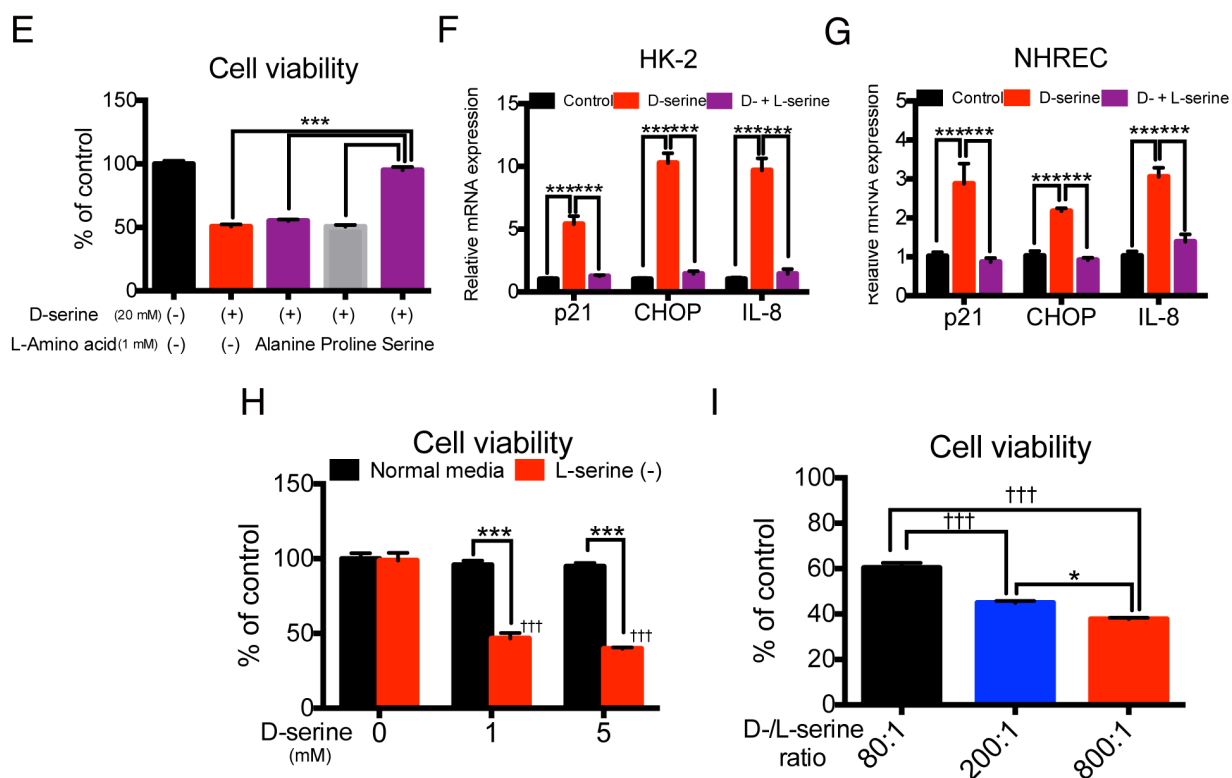 E
Cell viability
% of control
150
100
50
0
***
D-serine (20 mM) (-) (+) (+) (+) (+)
L-Amino acid (1 mM) (-) (-) Alanine Proline Serine
F
HK-2
Control D-serine D- + L-serine
Relative mRNA expression
15
10
5
0
****** ****** ******
p21 CHOP IL-8
G
NHREC
Control D-serine D- + L-serine
Relative mRNA expression
5
4
3
2
1
0
****** ****** ******
p21 CHOP IL-8
H
Cell viability
Normal media L-serine (-)
% of control
150
100
50
0
*** ***
††† †††
D-serine (mM) 0 1 5
I
Cell viability
% of control
100
80
60
40
20
0
†††
†††
*
D-/L-serine ratio
80:1 200:1 800:1